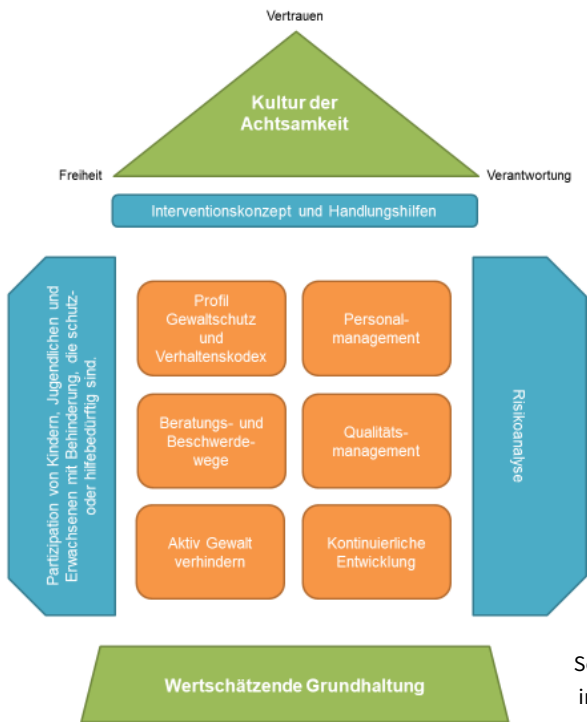 Vertrauen
Kultur der
Achtsamkeit
Freiheit
Verantwortung
Interventionskonzept und Handlungshilfen
Partizipation von Kindern, Jugendlichen und
Erwachsenen mit Behinderung, die schutz-
oder hilfebedürftig sind.
Profil
Gewaltschutz
und
Verhaltenskodex
Personal-
management
Beratungs- und
Beschwerde-
wege
Qualitäts-
management
Aktiv Gewalt
verhindern
Kontinuierliche
Entwicklung
Risikoanalyse
Wertschätzende Grundhaltung